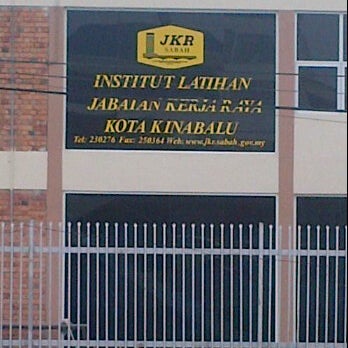 JKR
SABAH
INSTITUT LATIHAN
JABATAN KERJA RAYA
KOTA KINABALU
Tel: 230276 Fax: 250364 Web: www.jkr.sabah.gov.my